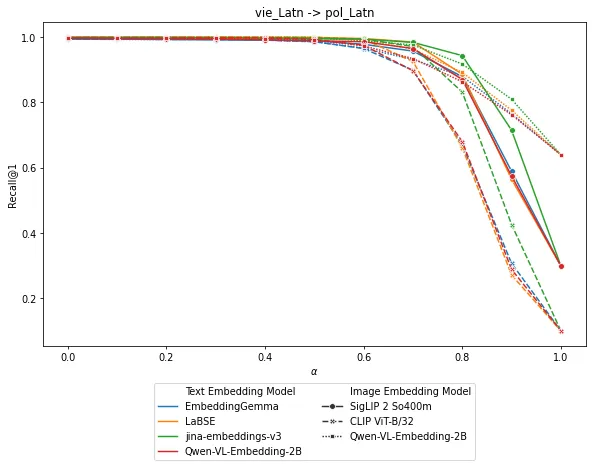 vie_Latn -> pol_Latn
1.0
0.8
0.6
0.4
0.2
Recall@1
0.0 0.2 0.4 0.6 0.8 1.0
α
Text Embedding Model Image Embedding Model
EmbeddingGemma SigLIP 2 So400m
LaBSE CLIP ViT-B/32
jina-embeddings-v3 Qwen-VL-Embedding-2B
Qwen-VL-Embedding-2B